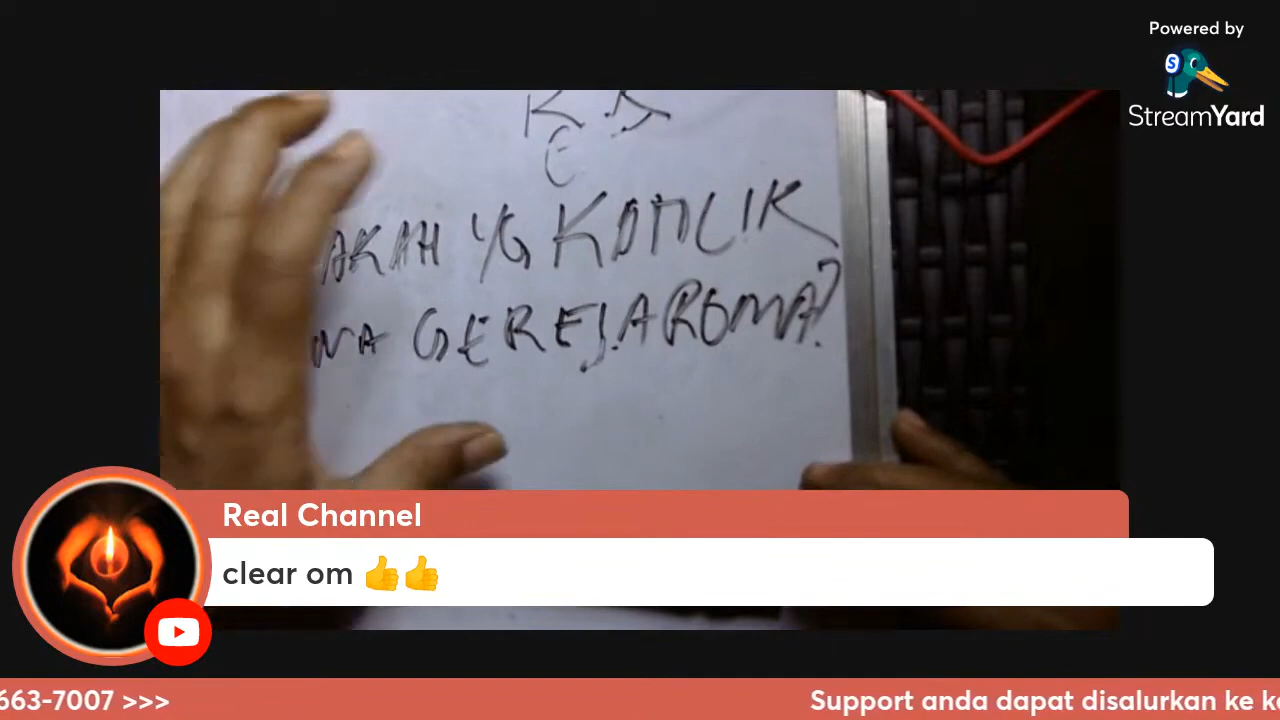 Powered by
StreamYard
AKAH YG KATOLIK
NA GEREJA ROMA?
Real Channel
clear om 👍👍
663-7007 >>>
Support anda dapat disalurkan ke